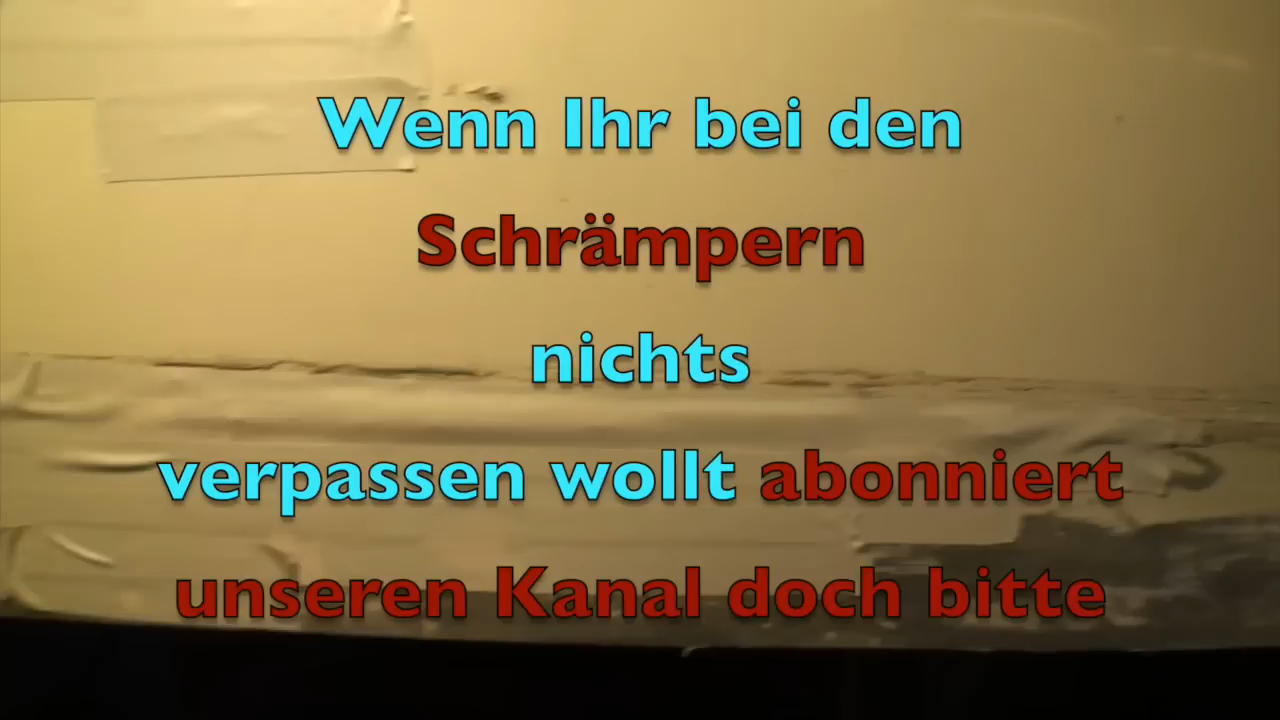 Wenn Ihr bei den
Schrämpern
nichts
verpassen wollt abonniert
unseren Kanal doch bitte